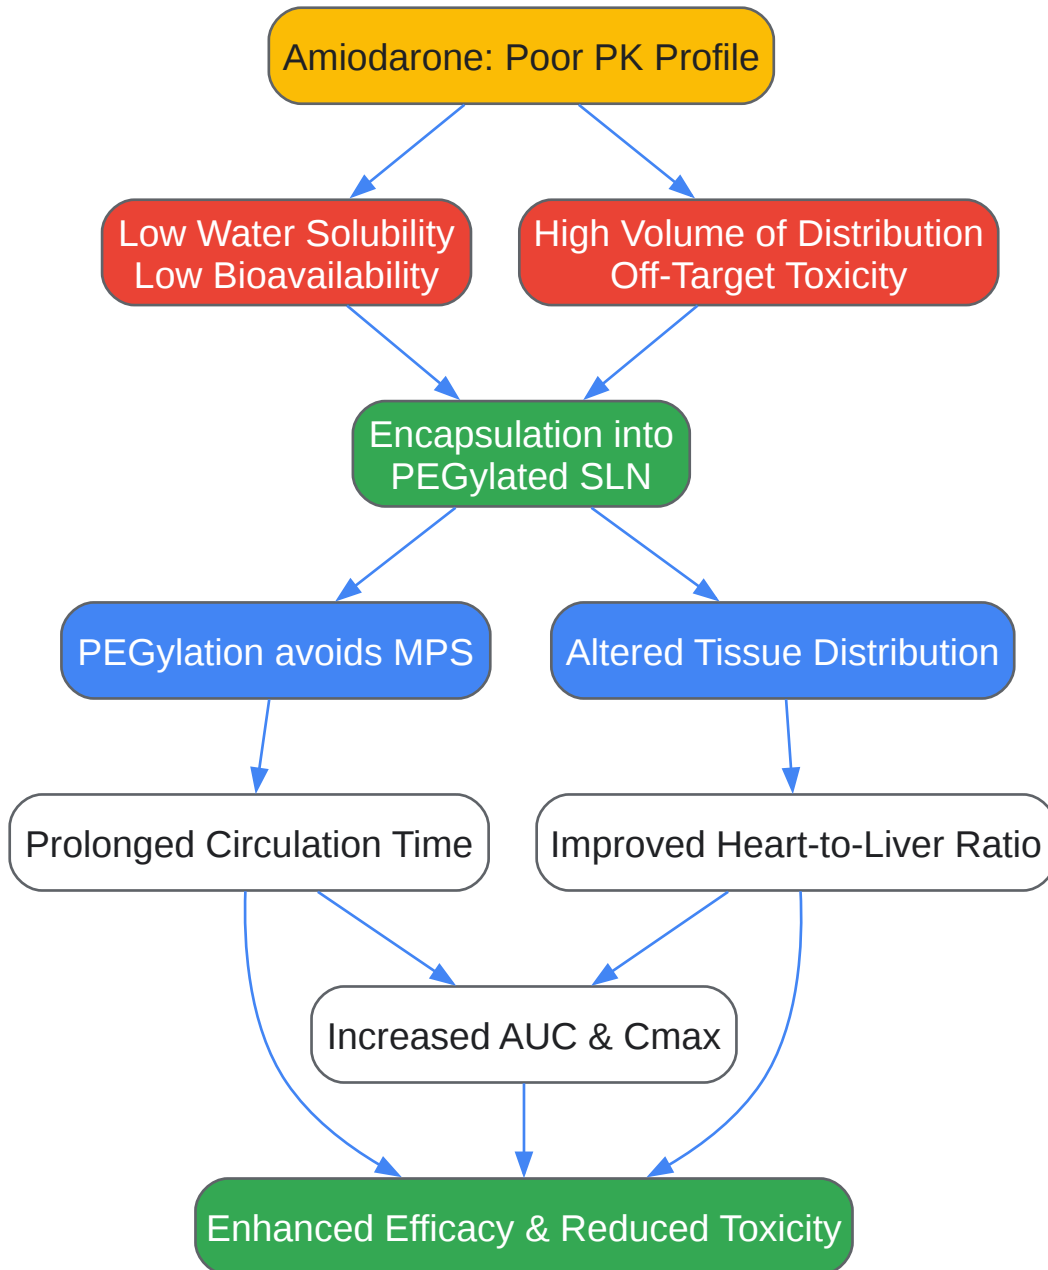 Amiodarone: Poor PK Profile
Low Water Solubility
Low Bioavailability
High Volume of Distribution
Off-Target Toxicity
Encapsulation into
PEGylated SLN
PEGylation avoids MPS
Altered Tissue Distribution
Prolonged Circulation Time
Improved Heart-to-Liver Ratio
Increased AUC & Cmax
Enhanced Efficacy & Reduced Toxicity